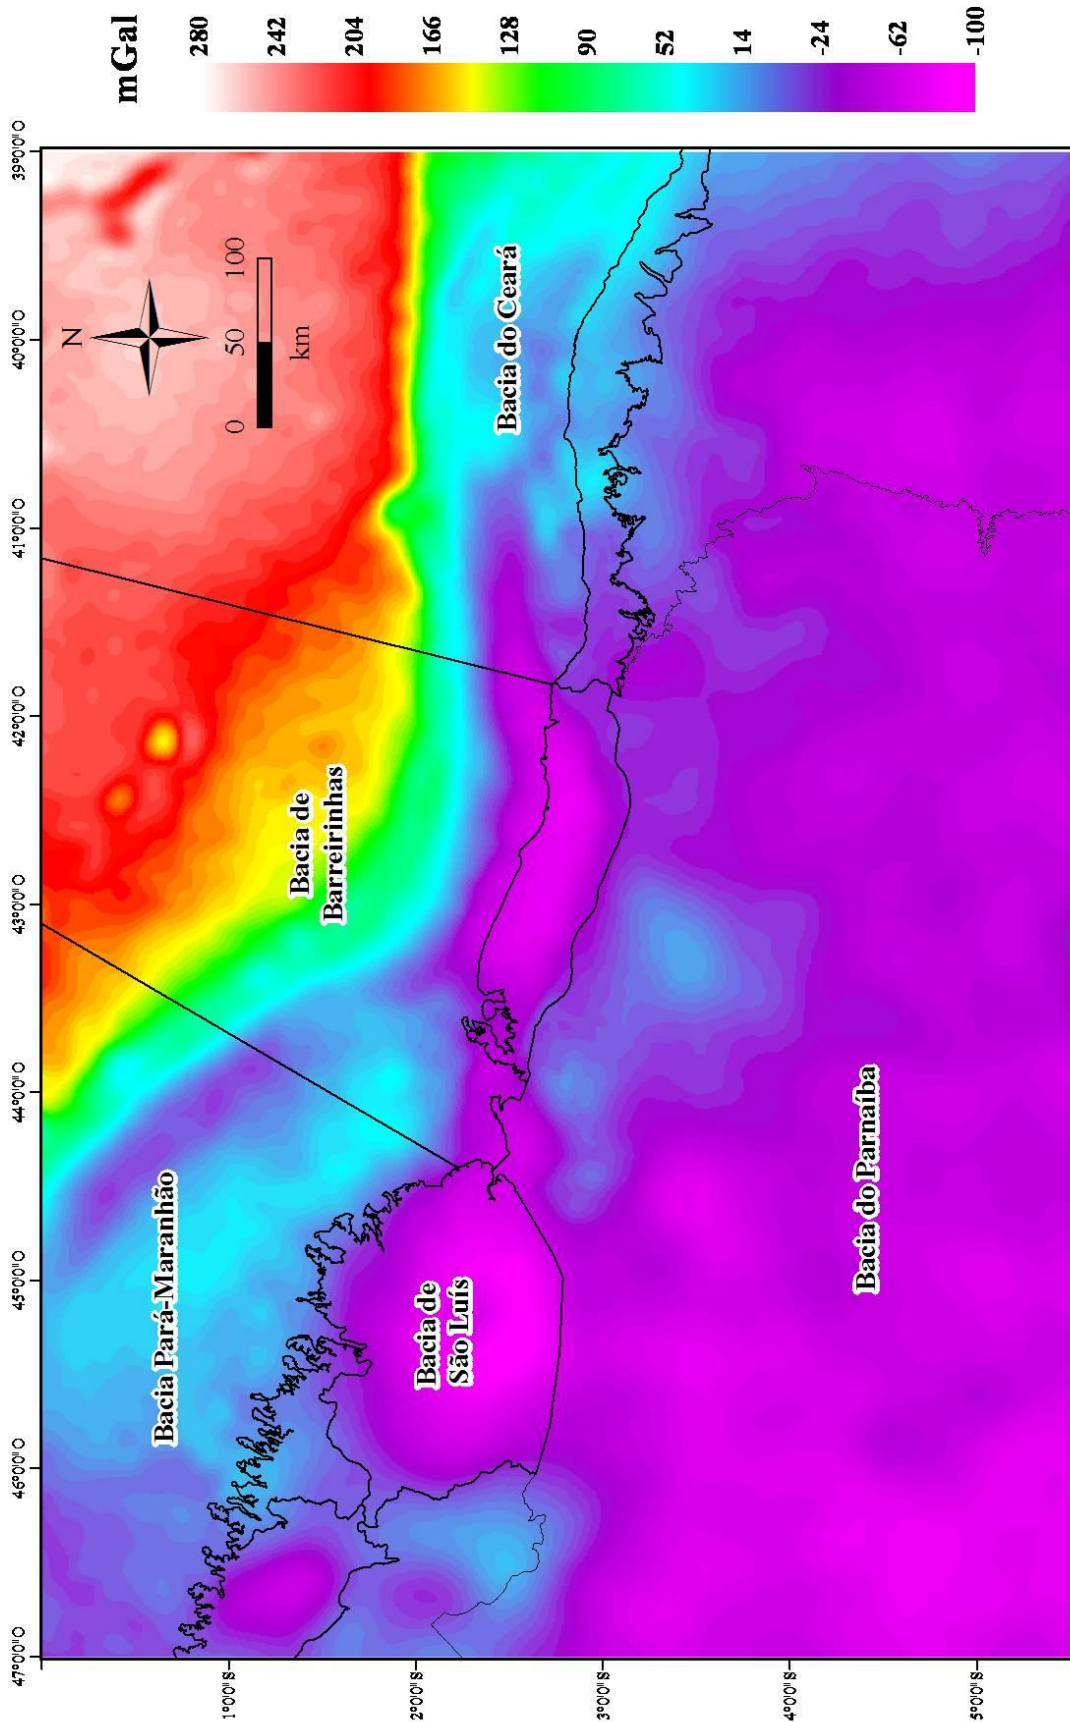 47°0'0"O
46°0'0"O
45°0'0"O
44°0'0"O
43°0'0"O
42°0'0"O
41°0'0"O
40°0'0"O
39°0'0"O
1°0'0"S
2°0'0"S
3°0'0"S
4°0'0"S
5°0'0"S
N
0 50 100
km
Bacia Pará-Maranhão
Bacia de
Barreirinhas
Bacia do Ceará
Bacia de
São Luís
Bacia do Parnaíba
mGal
280
242
204
166
128
90
52
14
-24
-62
-100